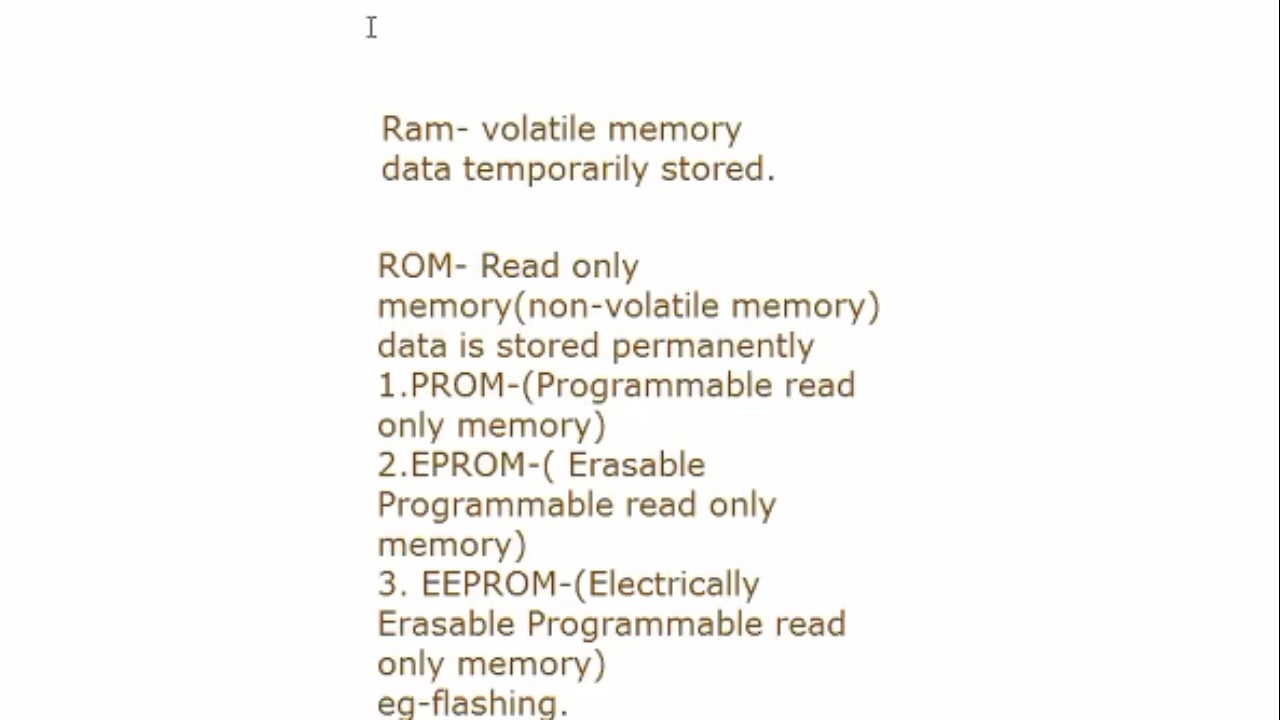 Ram- volatile memory
data temporarily stored.
ROM- Read only
memory(non-volatile memory)
data is stored permanently
1.PROM-(Programmable read
only memory)
2.EPROM-( Erasable
Programmable read only
memory)
3. EEPROM-(Electrically
Erasable Programmable read
only memory)
eg-flashing.